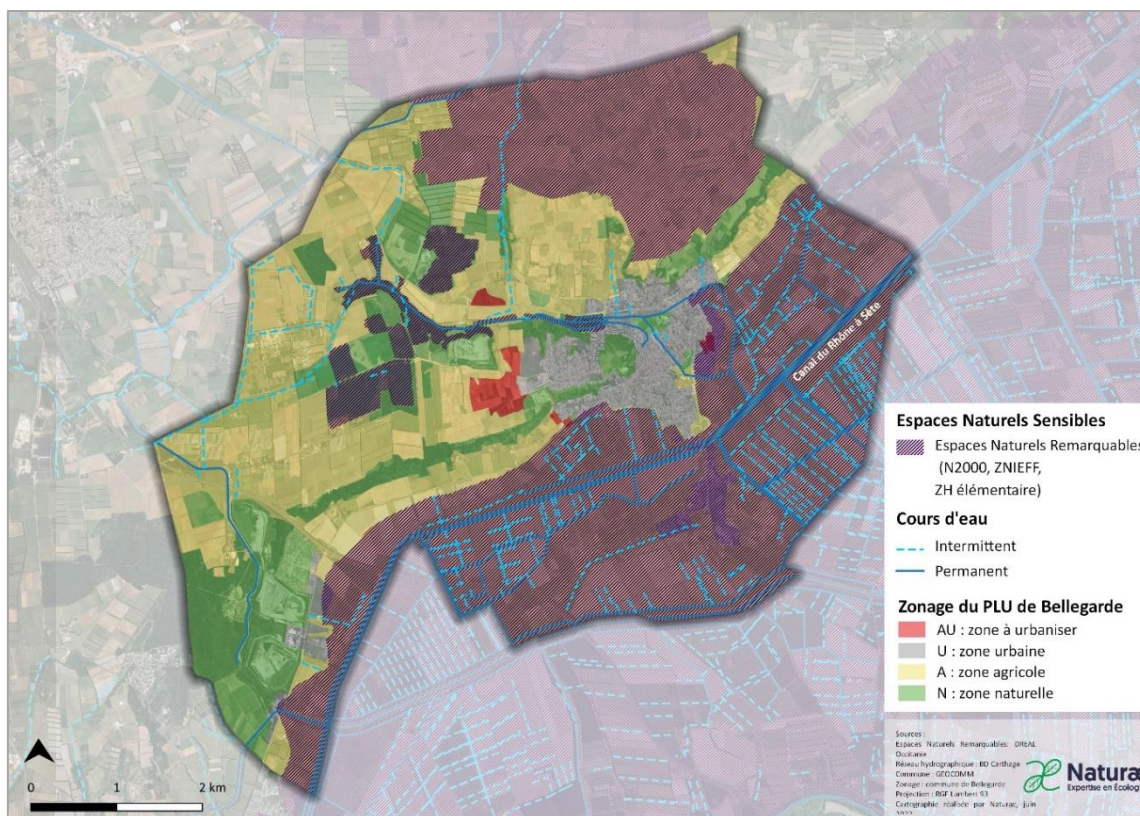 Canal du Rhône à Sète
Espaces Naturels Sensibles
Espaces Naturels Remarquables
(N2000, ZNIEFF,
ZH élémentaire)
Cours d'eau
Intermittent
Permanent
Zonage du PLU de Bellegarde
AU : zone à urbaniser
U : zone urbaine
A : zone agricole
N : zone naturelle
0 1 2 km
Sources :
Espaces Naturels Remarquables: DREAL
Occitanie
Réseau hydrographique : BD Carthage
Commune : GEOCOMM
Zonage: commune de Bellegarde
Projection : RGF Lambert 93
Cartographie réalisée par Naturae, juin
Naturae
Expertise en Ecologie